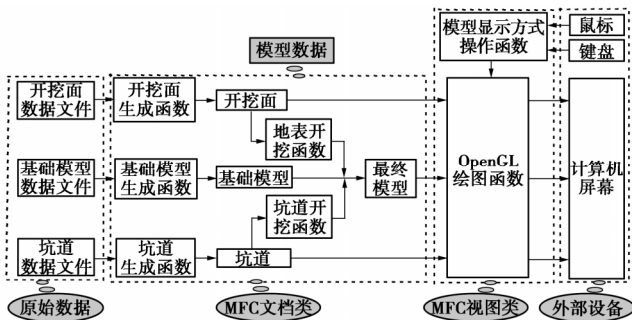 模型数据
模型显示方式
操作函数
鼠标
键盘
开挖面
数据文件
开挖面
生成函数
开挖面
地表开
挖函数
基础模型
数据文件
基础模型
生成函数
基础模型
最终
模型
OpenGL
绘图函数
计算机
屏幕
坑道开
挖函数
坑道
数据文件
坑道
生成函数
坑道
原始数据
MFC文档类
MFC视图类
外部设备